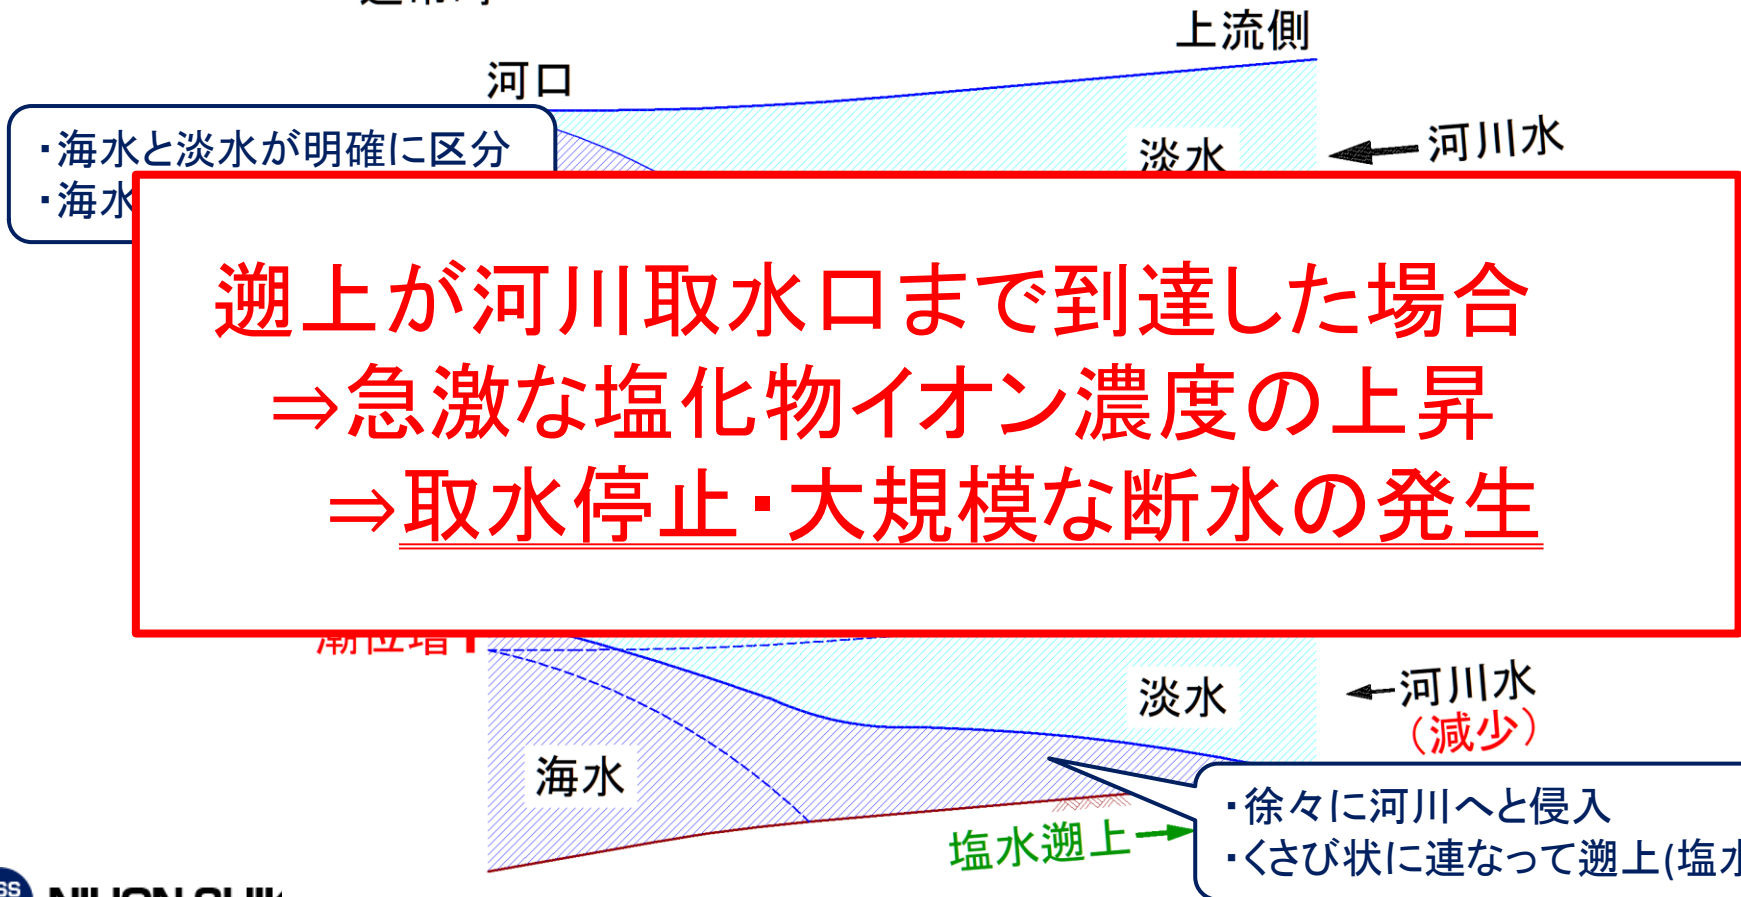 上流側
河口
・海水と淡水が明確に区分
・海水
淡水
河川水
遡上が河川取水口まで到達した場合
⇒急激な塩化物イオン濃度の上昇
⇒取水停止・大規模な断水の発生
潮位増
淡水
河川水
(減少)
海水
・徐々に河川へと侵入
・くさび状に連なって遡上(塩水
塩水遡上